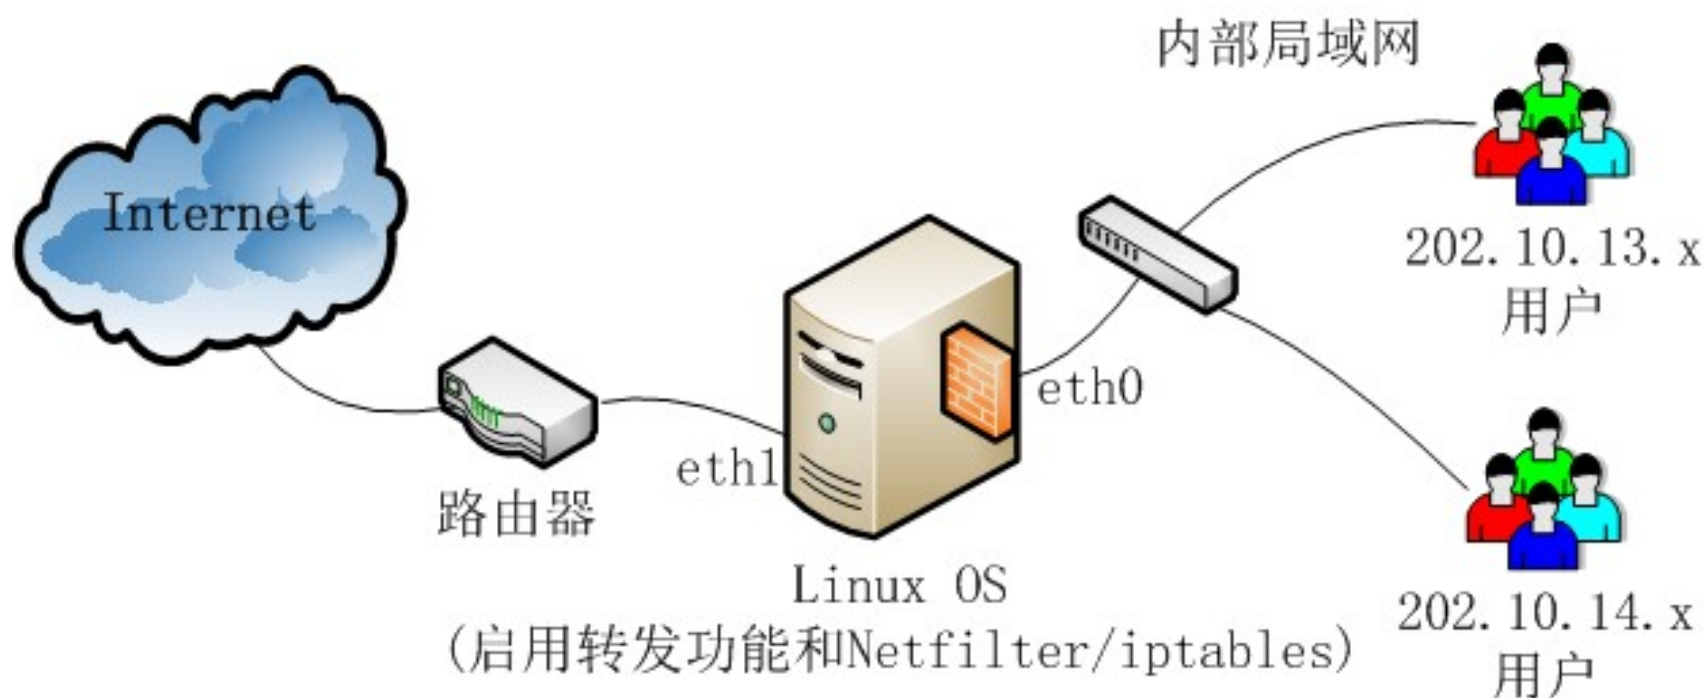 内部局域网
Internet
202.10.13.x
用户
eth0
eth1
路由器
Linux OS
(启用转发功能和Netfilter/iptables)
202.10.14.x
用户